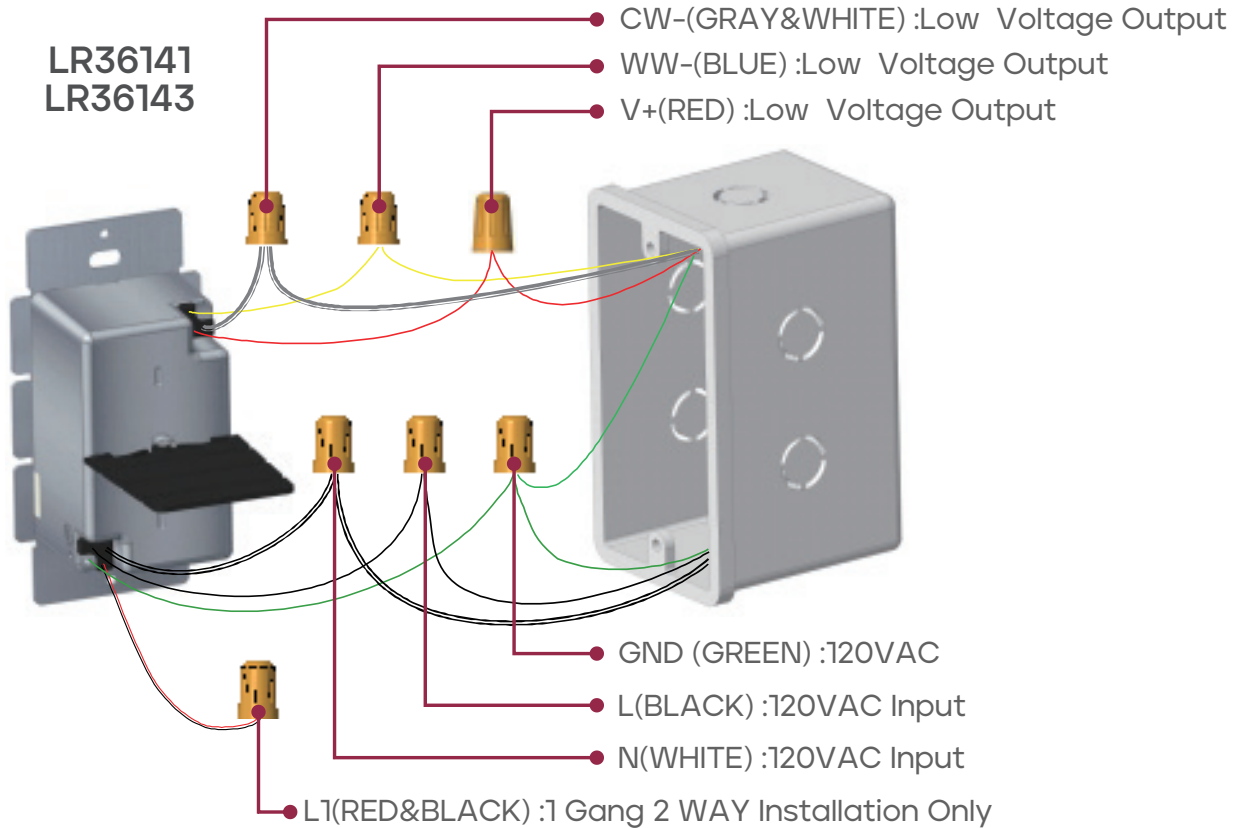 CW-(GRAY&WHITE) :Low Voltage Output
LR36141
LR36143
WW-(BLUE) :Low Voltage Output
V+(RED) :Low Voltage Output
GND (GREEN) :120VAC
L(BLACK) :120VAC Input
N(WHITE) :120VAC Input
L1(RED&BLACK) :1 Gang 2 WAY Installation Only